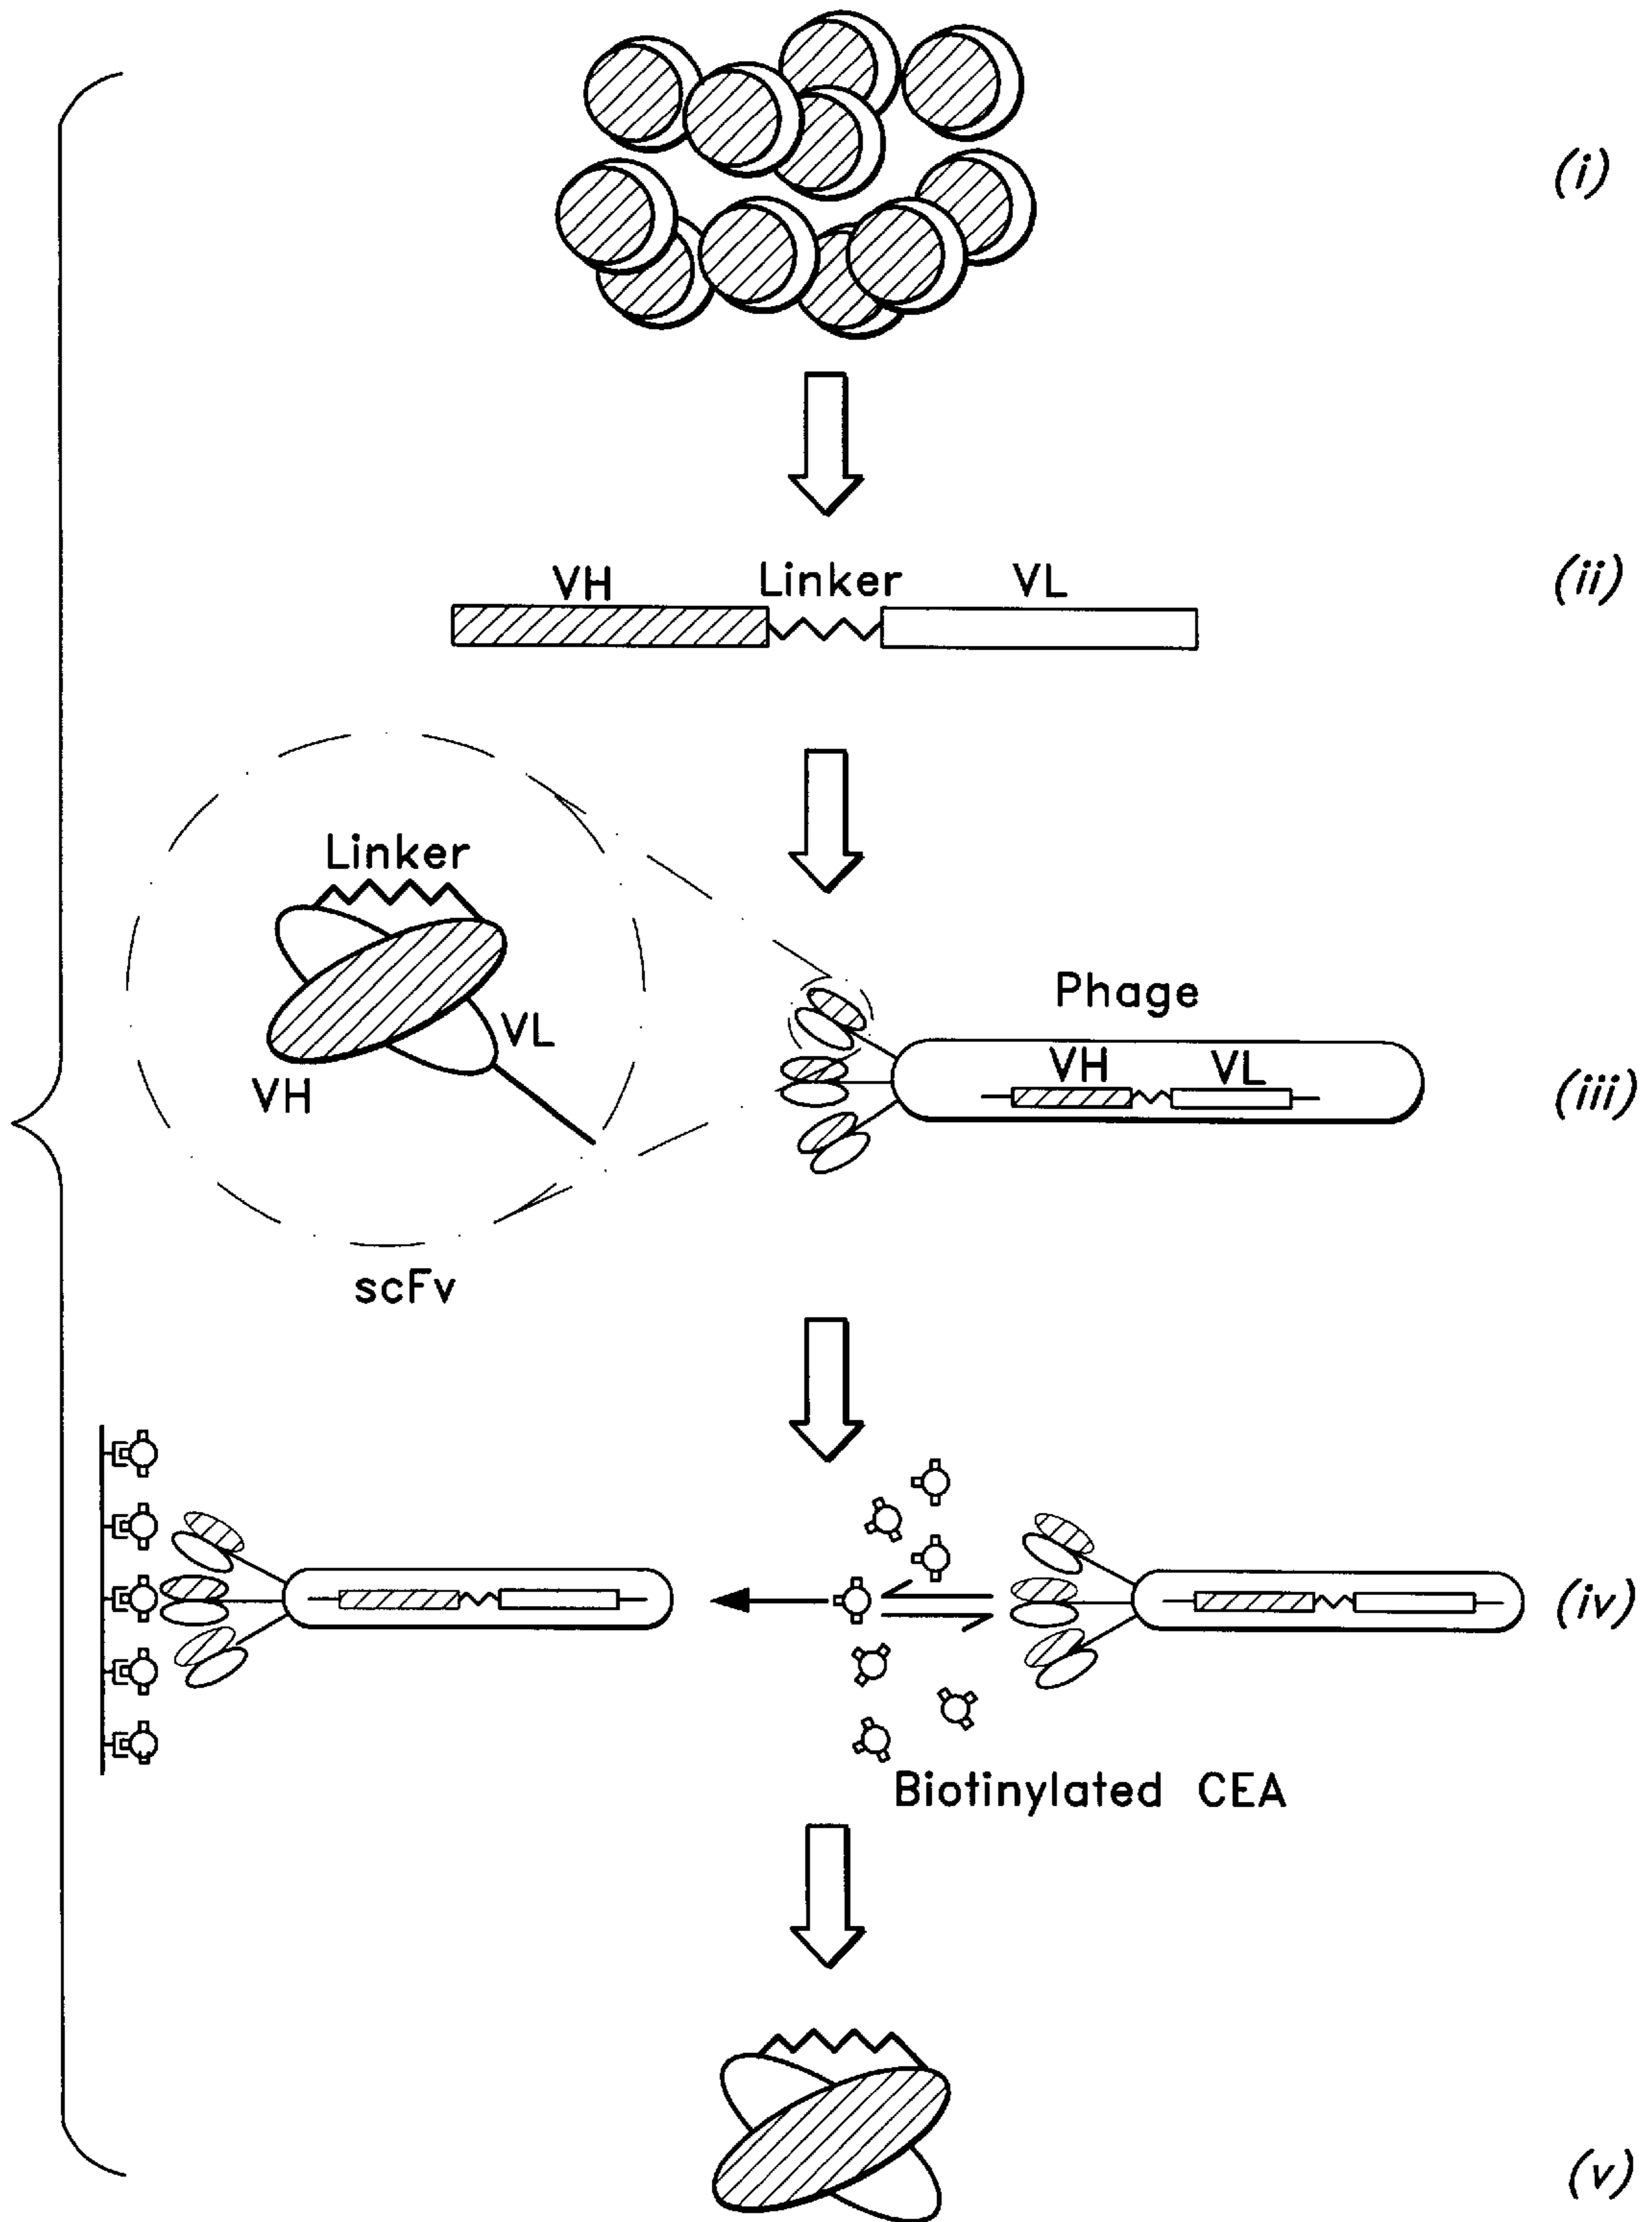 (i)
VH Linker VL
(ii)
Linker
VL
VH
scFv
Phage
VH VL
(iii)
(iv)
Biotinylated CEA
(v)